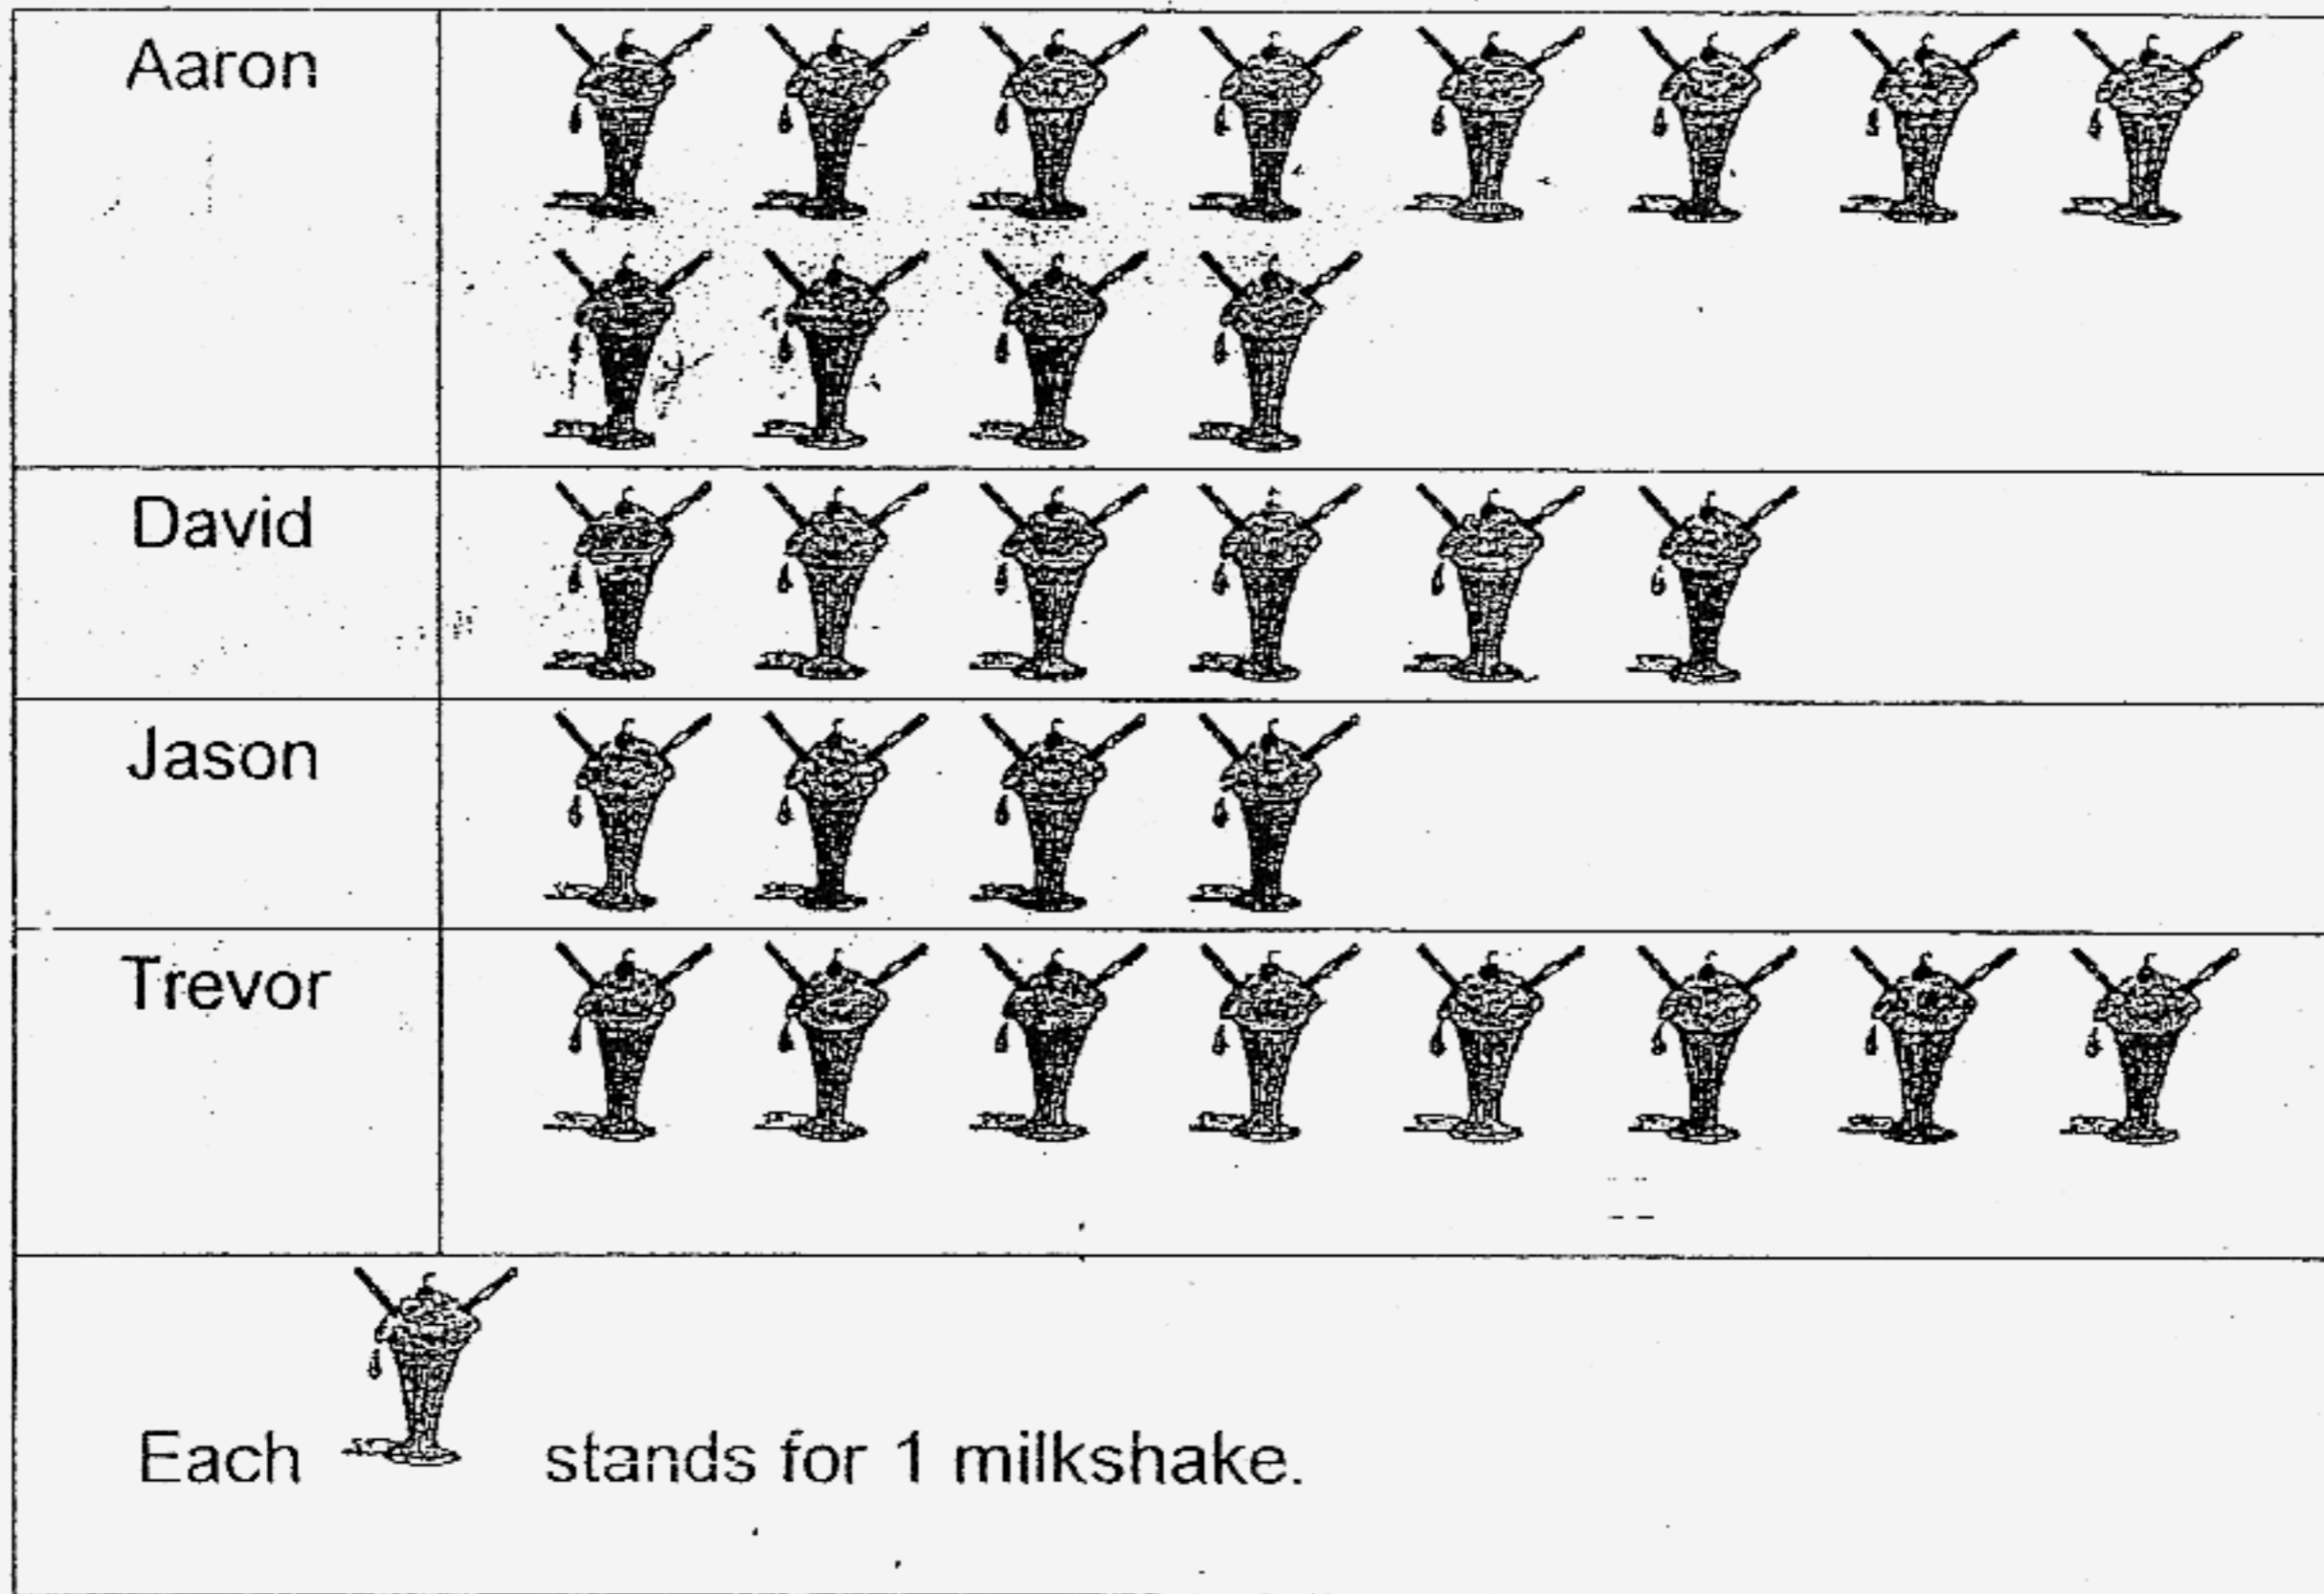 Aaron
David
Jason
Trevor
Each stands for 1 milkshake.